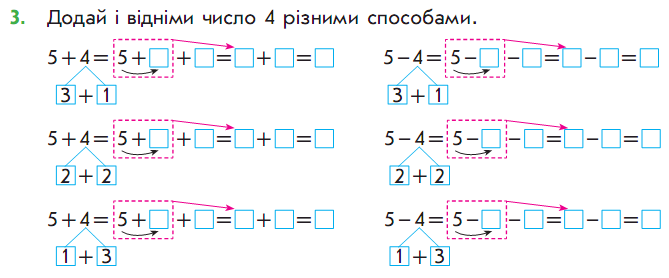 3. Додай і відніми число 4 різними способами.
5 + 4 = 5 + □ + □ = □ + □ = □
3 + 1
5 − 4 = 5 − □ − □ = □ − □ = □
3 + 1
5 + 4 = 5 + □ + □ = □ + □ = □
2 + 2
5 − 4 = 5 − □ − □ = □ − □ = □
2 + 2
5 + 4 = 5 + □ + □ = □ + □ = □
1 + 3
5 − 4 = 5 − □ − □ = □ − □ = □
1 + 3